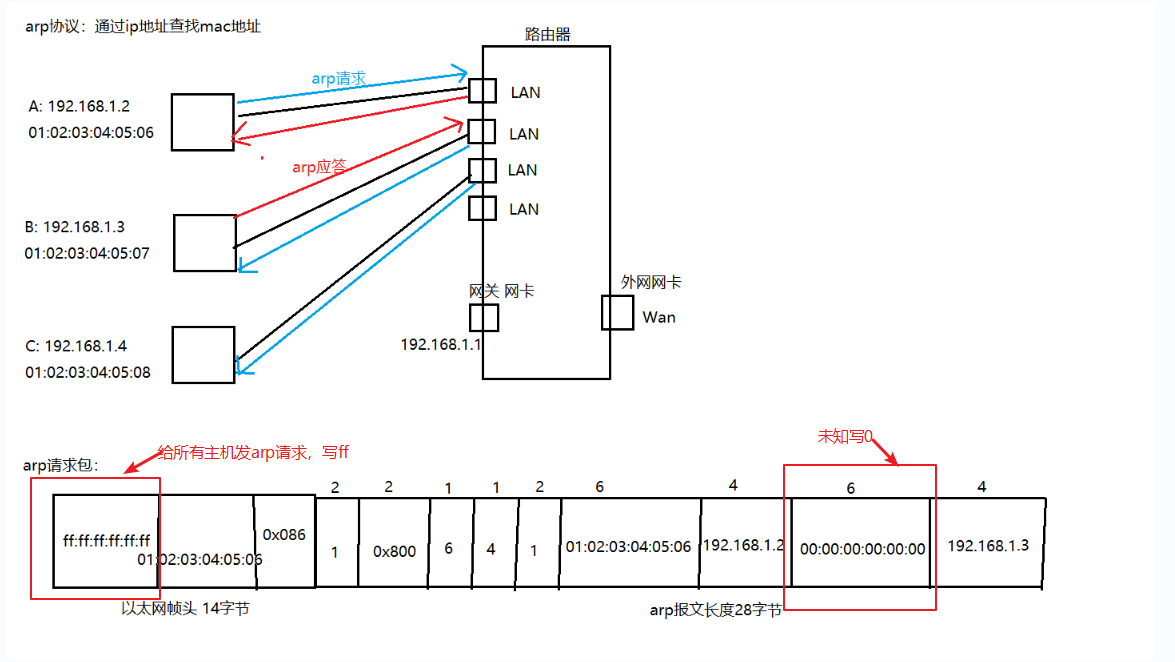 arp协议：通过ip地址查找mac地址
路由器
arp请求
LAN
A: 192.168.1.2
01:02:03:04:05:06
LAN
arp应答
LAN
LAN
B: 192.168.1.3
01:02:03:04:05:07
网关 网卡
外网网卡
Wan
192.168.1.1
C: 192.168.1.4
01:02:03:04:05:08
未知写0
给所有主机发arp请求，写ff
arp请求包：
2 2 1 1 2 6 4 6 4
ff:ff:ff:ff:ff:ff 01:02:03:04:05:06 0x086 1 0x800 6 4 1 01:02:03:04:05:06 192.168.1.2 00:00:00:00:00:00 192.168.1.3
以太网帧头 14字节
arp报文长度28字节